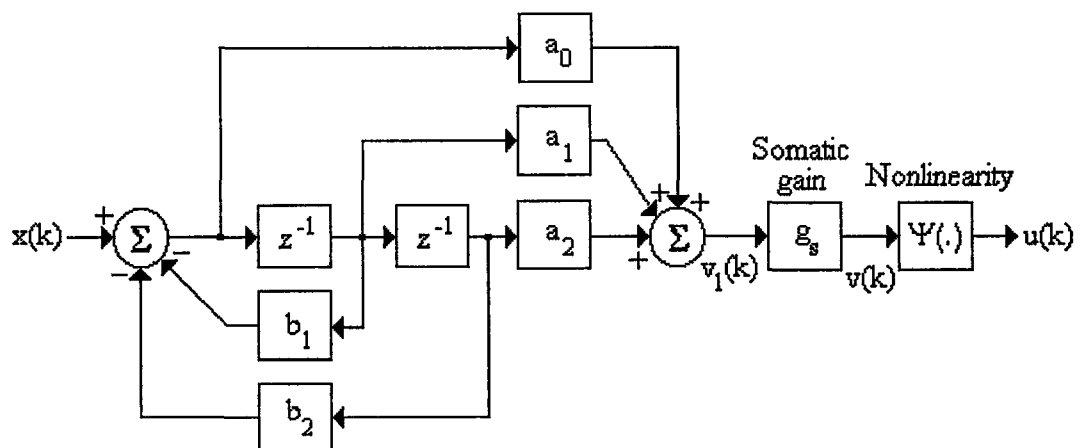 a₀
a₁
Somatic
gain
Nonlinearity
x(k)
+
Σ
−
−
z⁻¹
z⁻¹
a₂
+
+
+
Σ
v₁(k)
gₛ
v(k)
Ψ(.)
u(k)
b₁
b₂